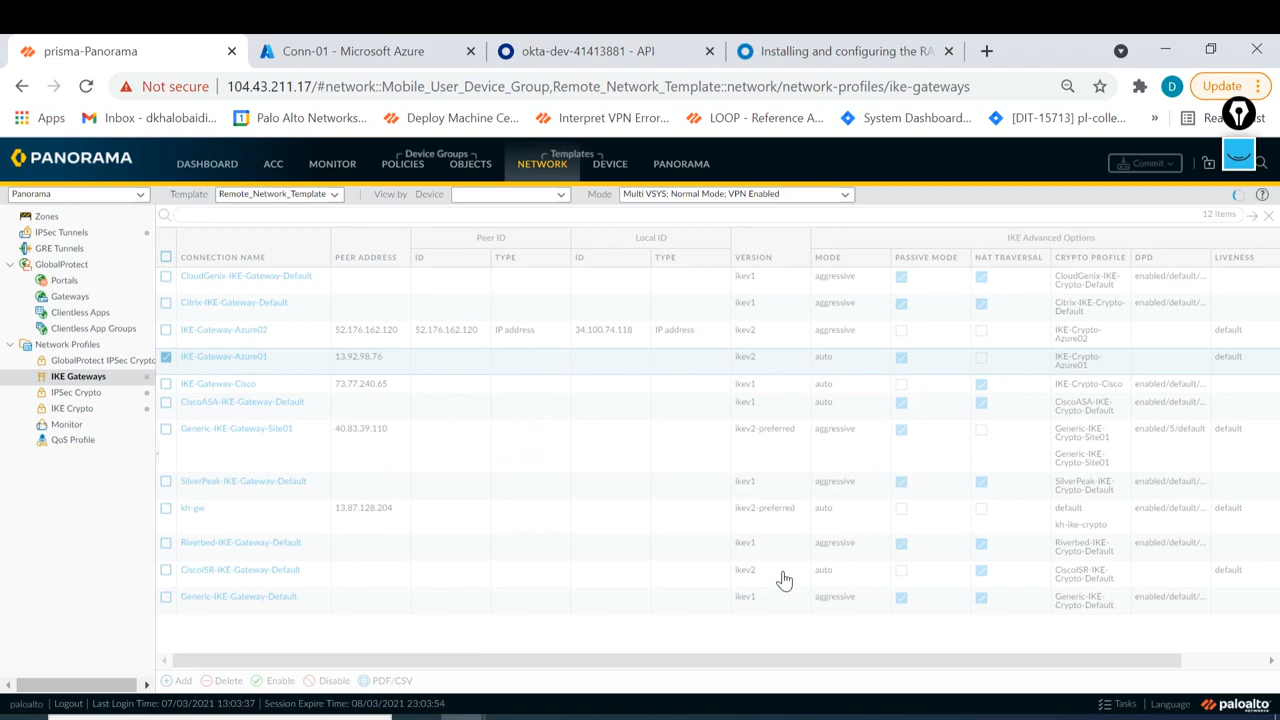 prisma-Panorama
Conn-01 - Microsoft Azure
okta-dev-41413881 - API
Installing and configuring the RA
Not secure
104.43.211.17/#network::Mobile_User_Device_Group,Remote_Network_Template::network/network-profiles/ike-gateways
D
Update
Apps
Inbox - dkhalobaidi...
Palo Alto Networks...
Deploy Machine Ce...
Interpret VPN Error...
LOOP - Reference A...
System Dashboard...
[DIT-15713] pl-colle...
»
PANORAMA
DASHBOARD
ACC
MONITOR
Device Groups
POLICIES
OBJECTS
Templates
NETWORK
DEVICE
PANORAMA
Commit
Panorama
Template
Remote_Network_Template
View by
Device
Mode
Multi VSYS; Normal Mode; VPN Enabled
Zones
IPSec Tunnels
GRE Tunnels
GlobalProtect
Portals
Gateways
Clientless Apps
Clientless App Groups
Network Profiles
GlobalProtect IPSec Crypto
IKE Gateways
IPSec Crypto
IKE Crypto
Monitor
QoS Profile
12 items
Peer ID Local ID IKE Advanced Options
CONNECTION NAME PEER ADDRESS ID TYPE ID TYPE VERSION MODE PASSIVE MODE NAT TRAVERSAL CRYPTO PROFILE DPD LIVENESS
CloudGenix-IKE-Gateway-Default ikev1 aggressive CloudGenix-IKE-Crypto-Default enabled/default/...
Citrix-IKE-Gateway-Default ikev1 aggressive Citrix-IKE-Crypto-Default enabled/default/...
IKE-Gateway-Azure02 52.176.162.120 52.176.162.120 IP address 34.100.74.118 IP address ikev2 aggressive IKE-Crypto-Azure02 default
IKE-Gateway-Azure01 13.92.98.76 ikev2 auto IKE-Crypto-Azure01 default
IKE-Gateway-Cisco 73.77.240.65 ikev1 auto IKE-Crypto-Cisco enabled/default/...
CiscoASA-IKE-Gateway-Default ikev1 auto CiscoASA-IKE-Crypto-Default enabled/default/...
Generic-IKE-Gateway-Site01 40.83.39.110 ikev2-preferred aggressive Generic-IKE-Crypto-Site01 enabled/5/default default
Generic-IKE-Crypto-Site01
SilverPeak-IKE-Gateway-Default ikev1 aggressive SilverPeak-IKE-Crypto-Default enabled/default/...
kh-gw 13.87.128.204 ikev2-preferred auto default enabled/default/... default
kh-ike-crypto
Riverbed-IKE-Gateway-Default ikev1 aggressive Riverbed-IKE-Crypto-Default enabled/default/...
CiscoISR-IKE-Gateway-Default ikev2 auto CiscoISR-IKE-Crypto-Default default
Generic-IKE-Gateway-Default ikev1 aggressive Generic-IKE-Crypto-Default enabled/default/...
Add
Delete
Enable
Disable
PDF/CSV
paloalto | Logout | Last Login Time: 07/03/2021 13:03:37 | Session Expire Time: 08/03/2021 23:03:54
Tasks | Language
paloalto
NETWORKS